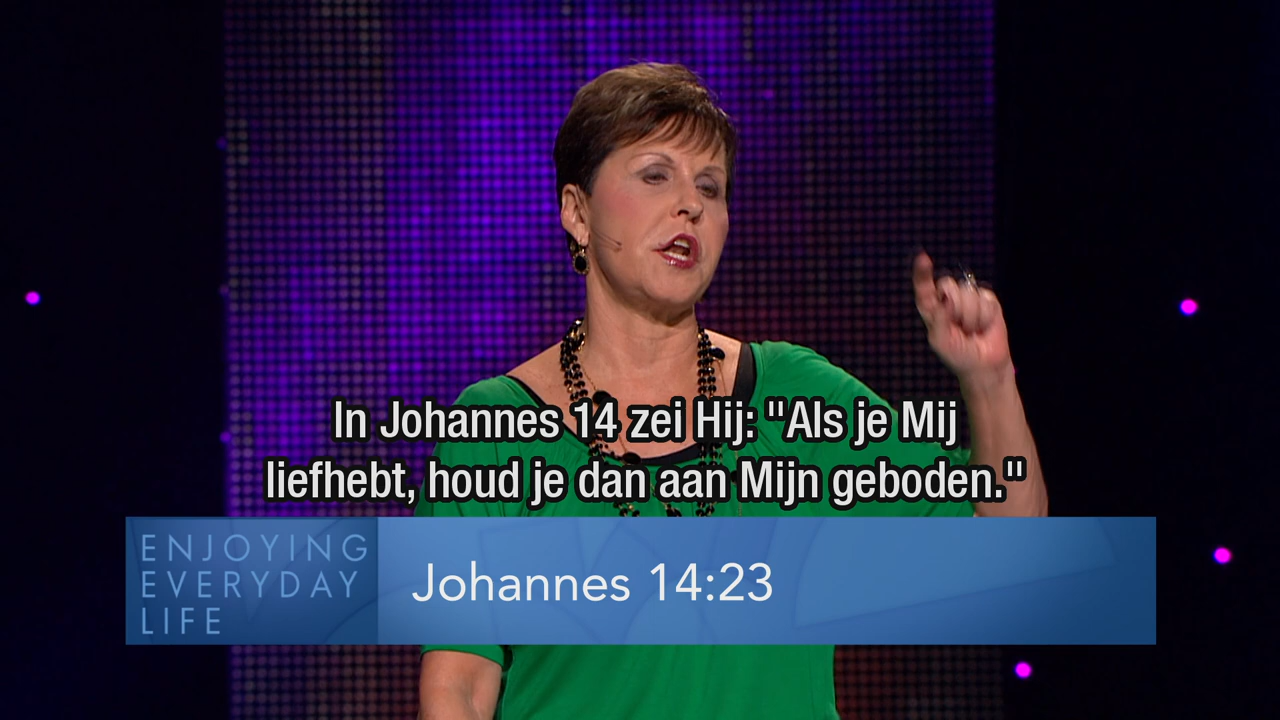 In Johannes 14 zei Hij: "Als je Mij
liefhebt, houd je dan aan Mijn geboden."
ENJOYING
EVERYDAY
LIFE
Johannes 14:23